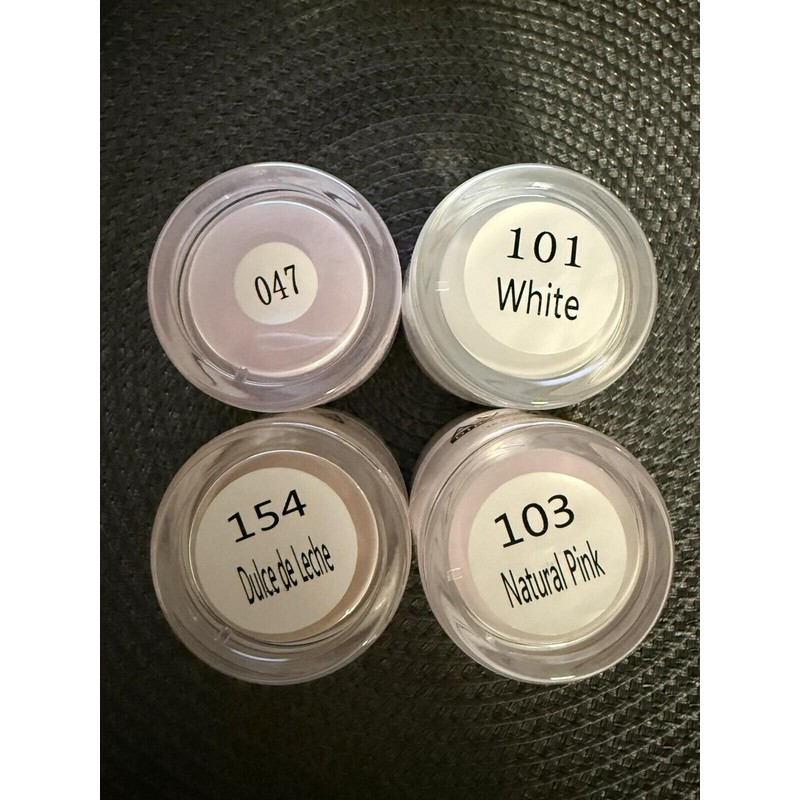 047
101
White
154
Dulce de Leche
103
Natural Pink